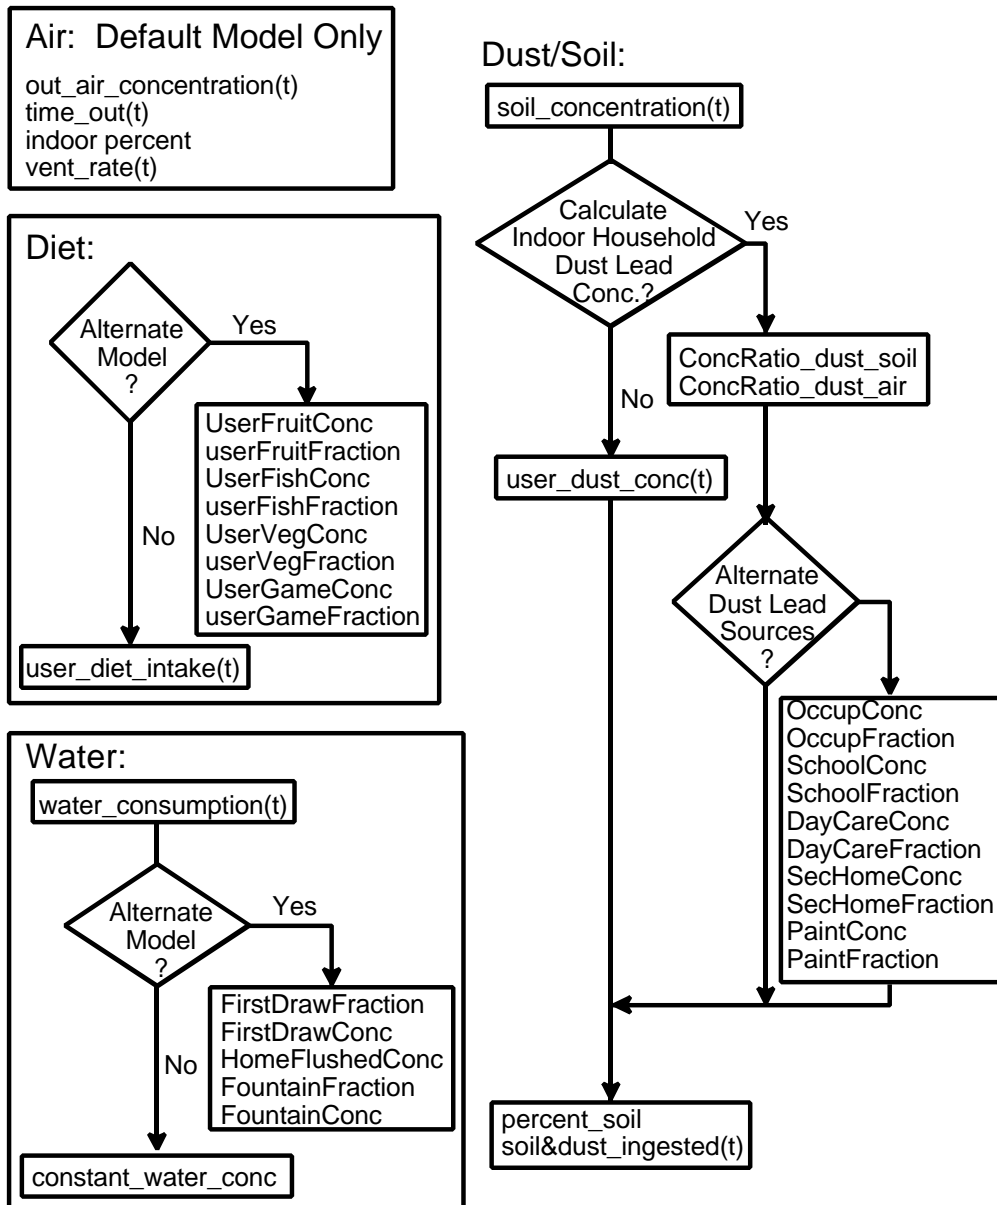 Air:  Default Model Only
out_air_concentration(t)
time_out(t)
indoor percent
vent_rate(t)
Diet:
Alternate
Model
?
Yes
No
UserFruitConc
userFruitFraction
UserFishConc
userFishFraction
UserVegConc
userVegFraction
UserGameConc
userGameFraction
user_diet_intake(t)
Water:
water_consumption(t)
Alternate
Model
?
Yes
No
FirstDrawFraction
FirstDrawConc
HomeFlushedConc
FountainFraction
FountainConc
constant_water_conc
Dust/Soil:
soil_concentration(t)
Calculate
Indoor Household
Dust Lead
Conc.?
Yes
No
ConcRatio_dust_soil
ConcRatio_dust_air
user_dust_conc(t)
Alternate
Dust Lead
Sources
?
OccupConc
OccupFraction
SchoolConc
SchoolFraction
DayCareConc
DayCareFraction
SecHomeConc
SecHomeFraction
PaintConc
PaintFraction
percent_soil
soil&dust_ingested(t)